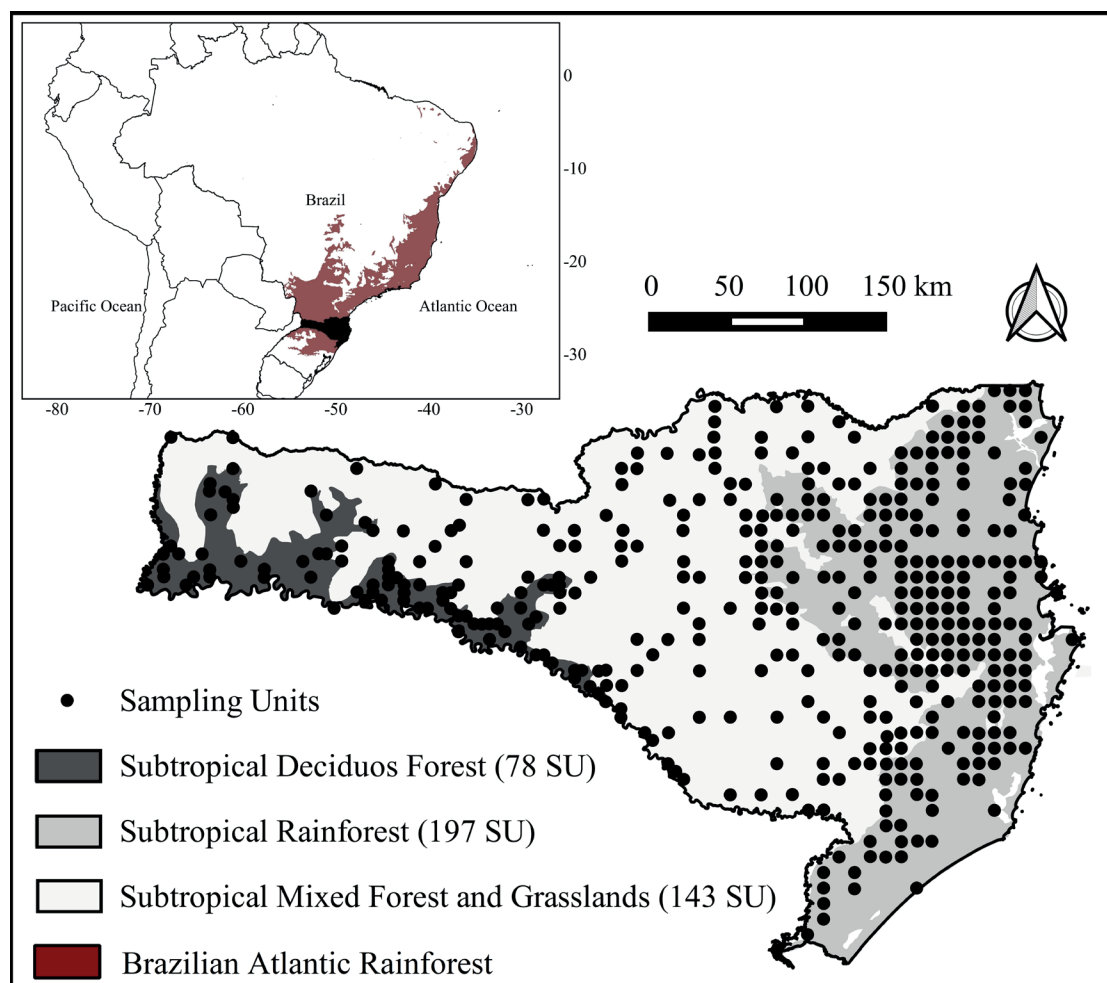 0
-10
Brazil
-20
Pacific Ocean
Atlantic Ocean
-30
-80 -70 -60 -50 -40 -30
0 50 100 150 km
Sampling Units
Subtropical Deciduos Forest (78 SU)
Subtropical Rainforest (197 SU)
Subtropical Mixed Forest and Grasslands (143 SU)
Brazilian Atlantic Rainforest